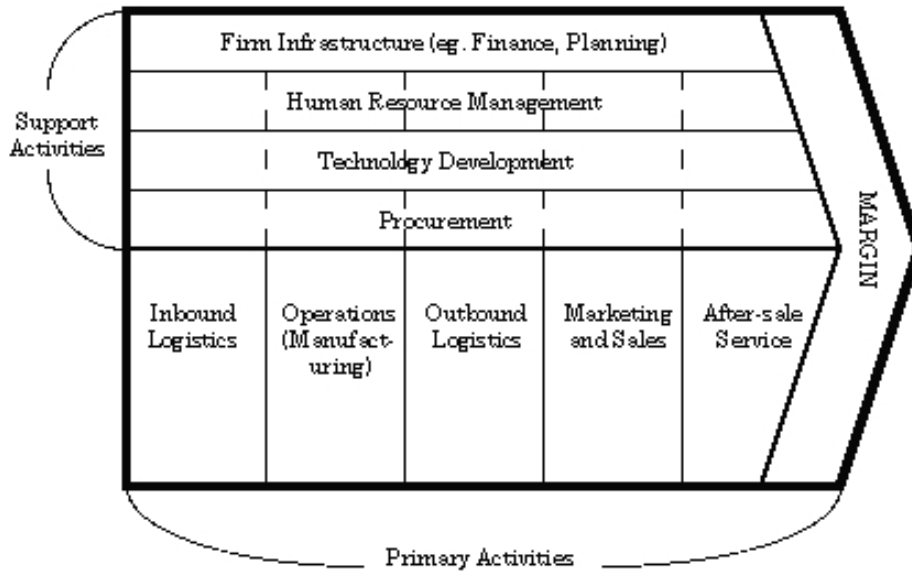 Firm Infrastructure (eg. Finance, Planning)
Human Resource Management
Support
Activities
Technology Development
Procurement
MARGIN
Inbound
Logistics
Operations
(Manufact-
uring)
Outbound
Logistics
Marketing
and Sales
After-sale
Service
Primary Activities